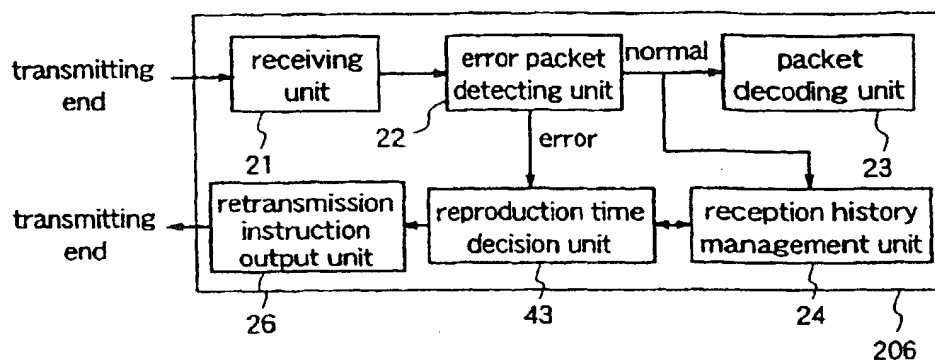 transmitting
end
receiving
unit
21
error packet
detecting unit
22
normal
error
packet
decoding unit
23
transmitting
end
retransmission
instruction
output unit
26
reproduction time
decision unit
43
reception history
management unit
24
206